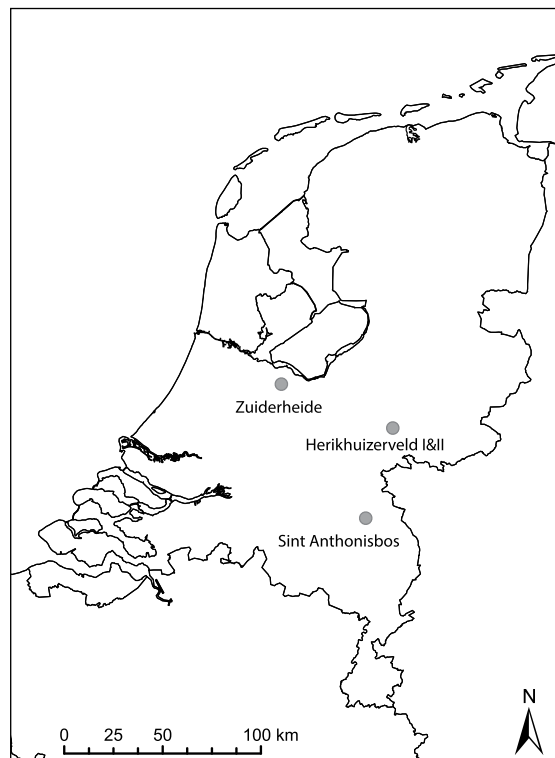 Zuiderheide
Herikhuizerveld I&II
Sint Anthonisbos
N
0 25 50 100 km